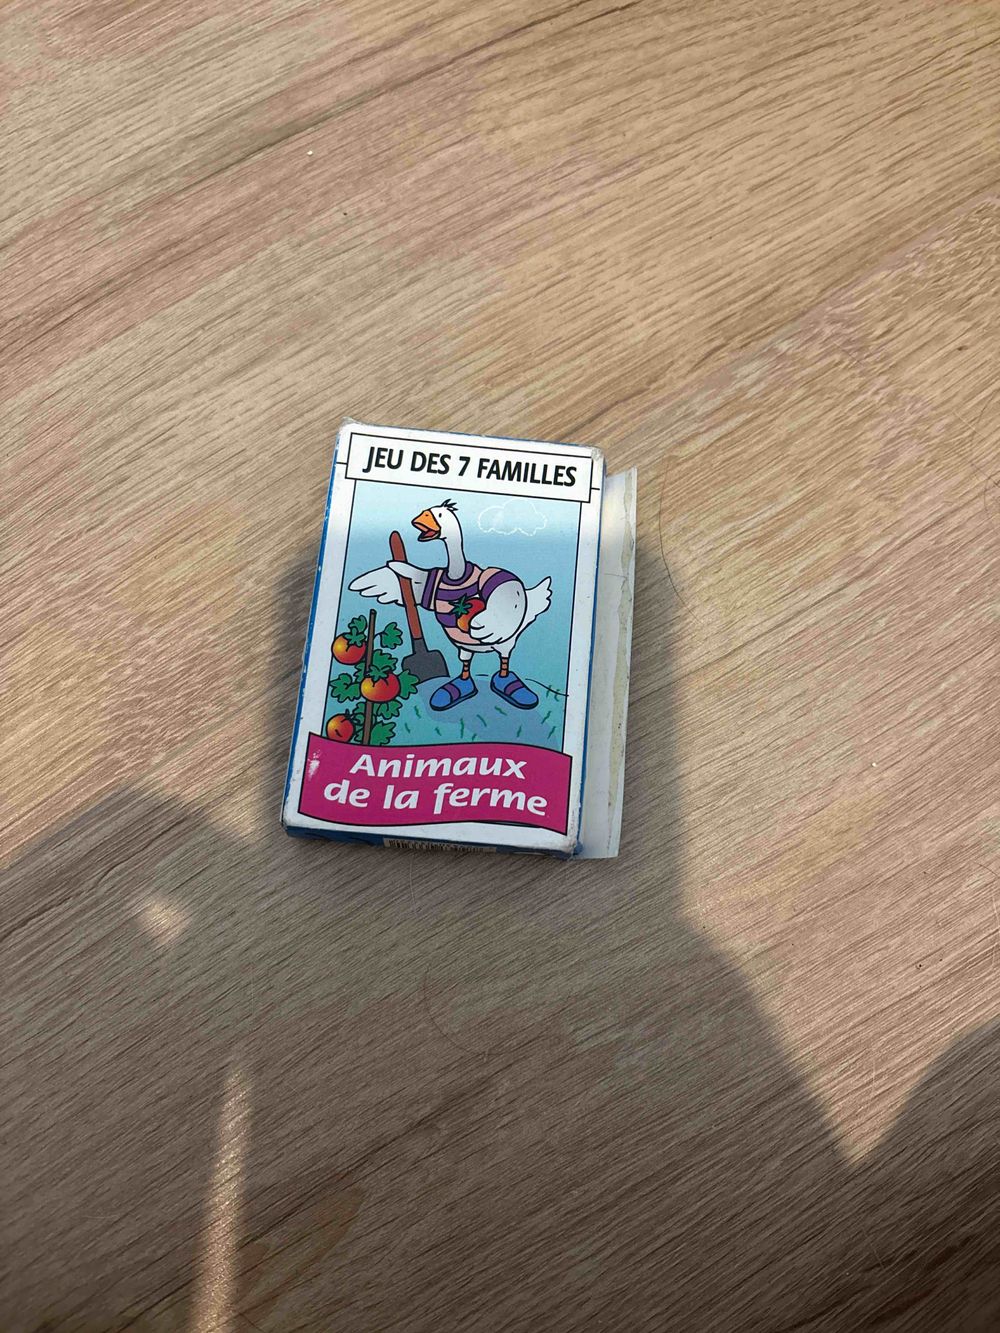 JEU DES 7 FAMILLES
Animaux
de la ferme